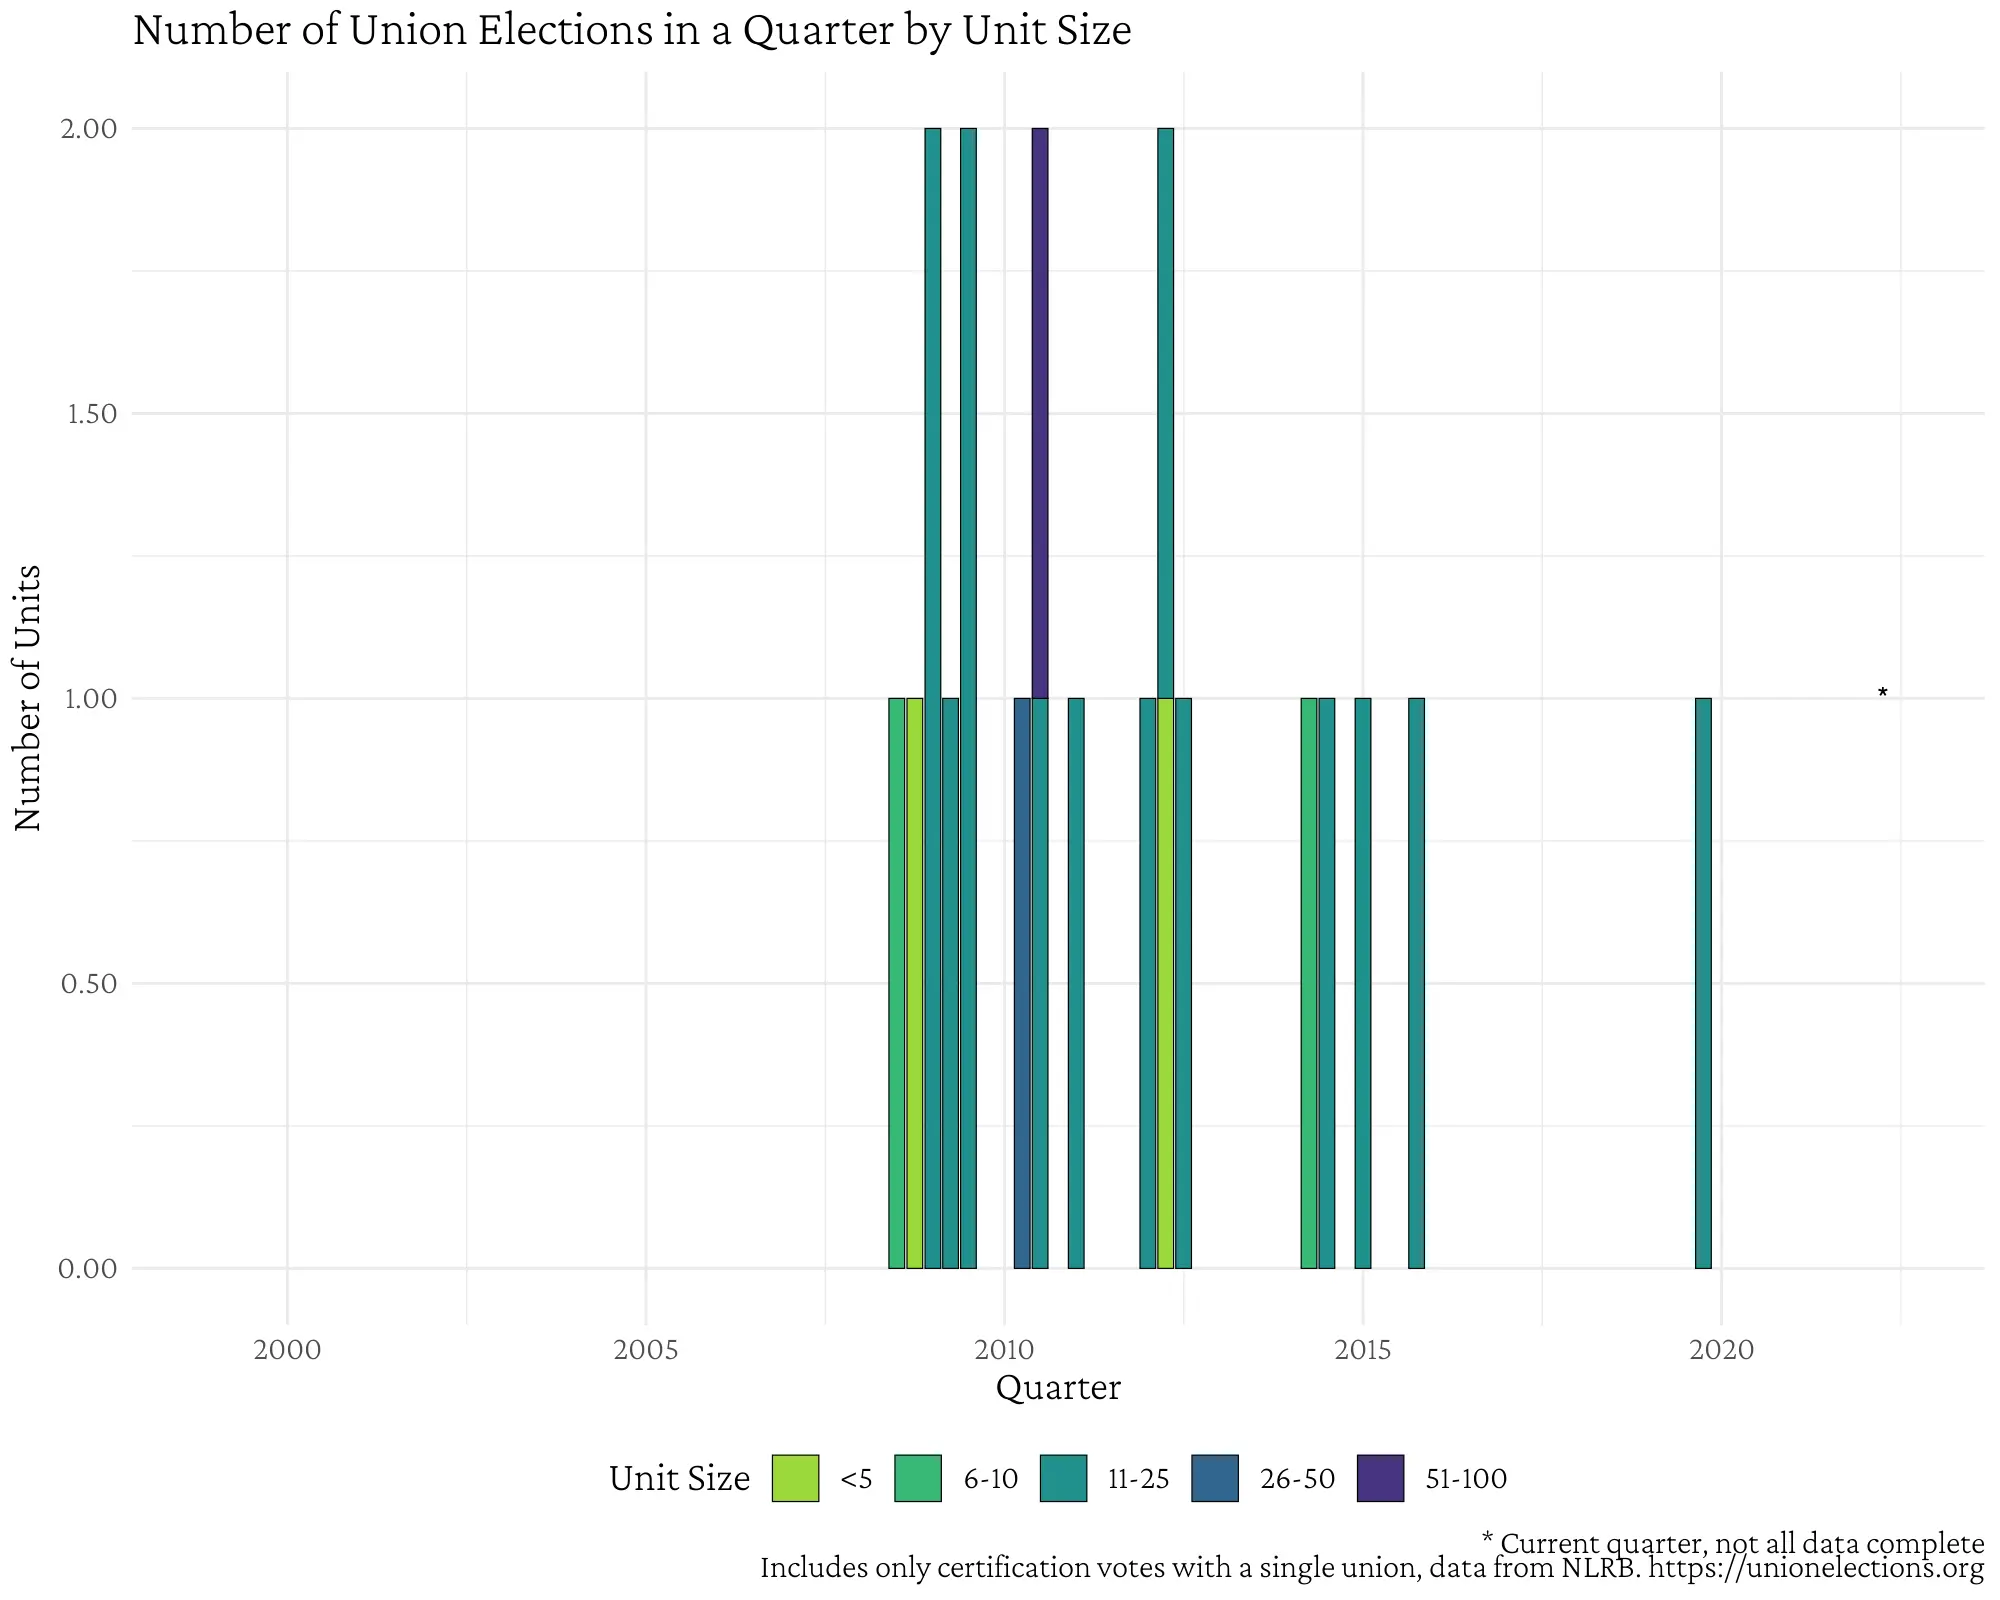 Number of Union Elections in a Quarter by Unit Size
Number of Units
2.00
1.50
1.00
0.50
0.00
*
2000 2005 2010 2015 2020
Quarter
Unit Size <5 6-10 11-25 26-50 51-100
* Current quarter, not all data complete
Includes only certification votes with a single union, data from NLRB. https://unionelections.org